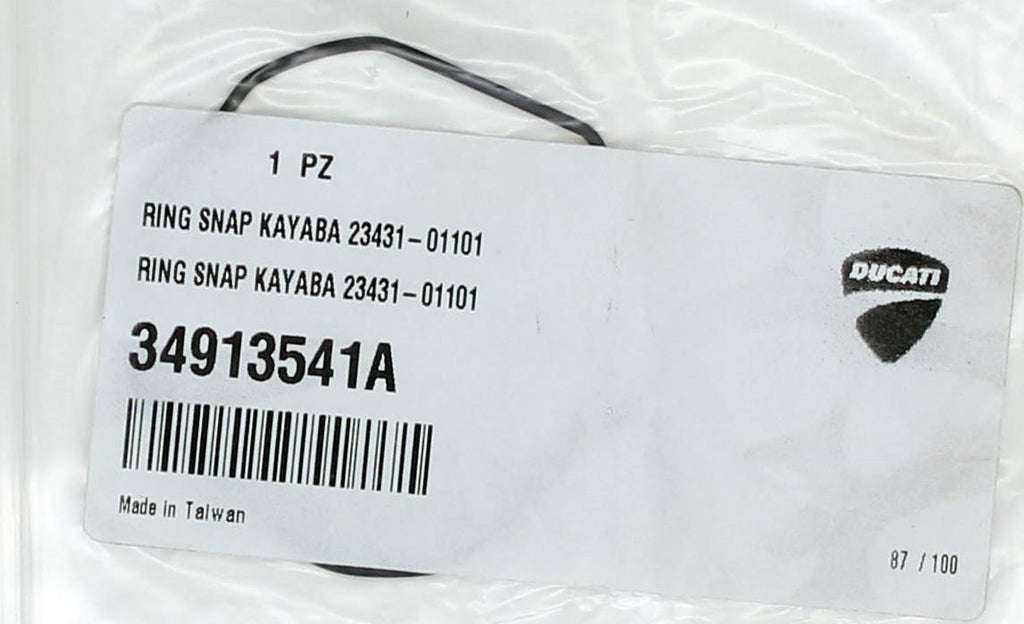 1 PZ
RING SNAP KAYABA 23431-01101
RING SNAP KAYABA 23431-01101
DUCATI
34913541A
Made in Taiwan
87 / 100